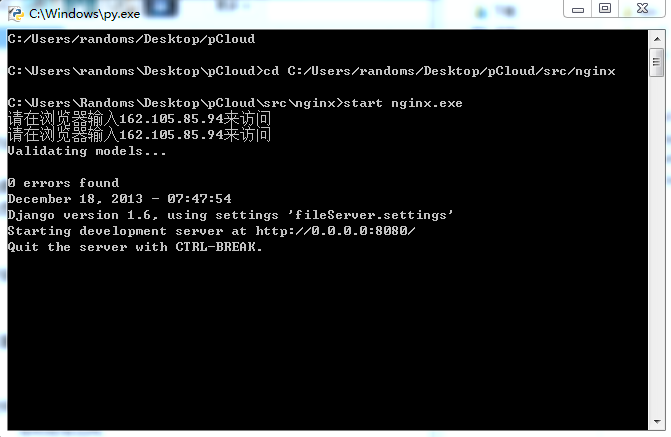 C:\Windows\py.exe
C:/Users/randoms/Desktop/pCloud
C:\Users\Randoms\Desktop\pCloud>cd C:/Users/randoms/Desktop/pCloud/src/nginx
C:\Users\Randoms\Desktop\pCloud\src\nginx>start nginx.exe
请在浏览器输入162.105.85.94来访问
请在浏览器输入162.105.85.94来访问
Validating models...
0 errors found
December 18, 2013 - 07:47:54
Django version 1.6, using settings 'fileServer.settings'
Starting development server at http://0.0.0.0:8080/
Quit the server with CTRL-BREAK.